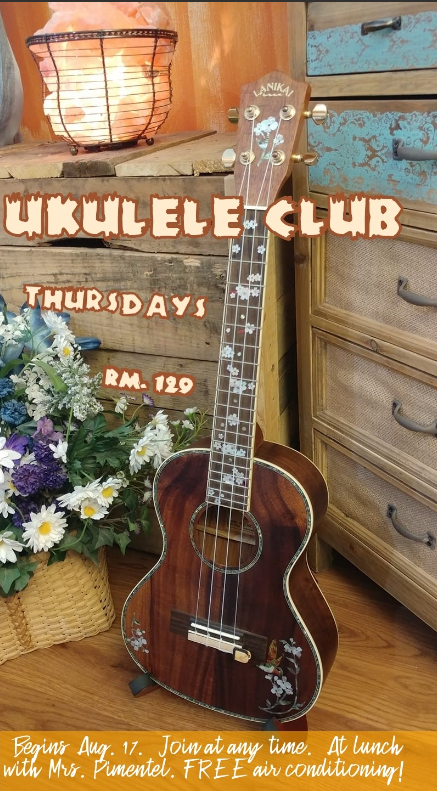 LANIKAI
UKULELE CLUB
THURSDAYS
RM. 129
Begins Aug. 17. Join at any time. At lunch
with Mrs. Pimentel. FREE air conditioning!